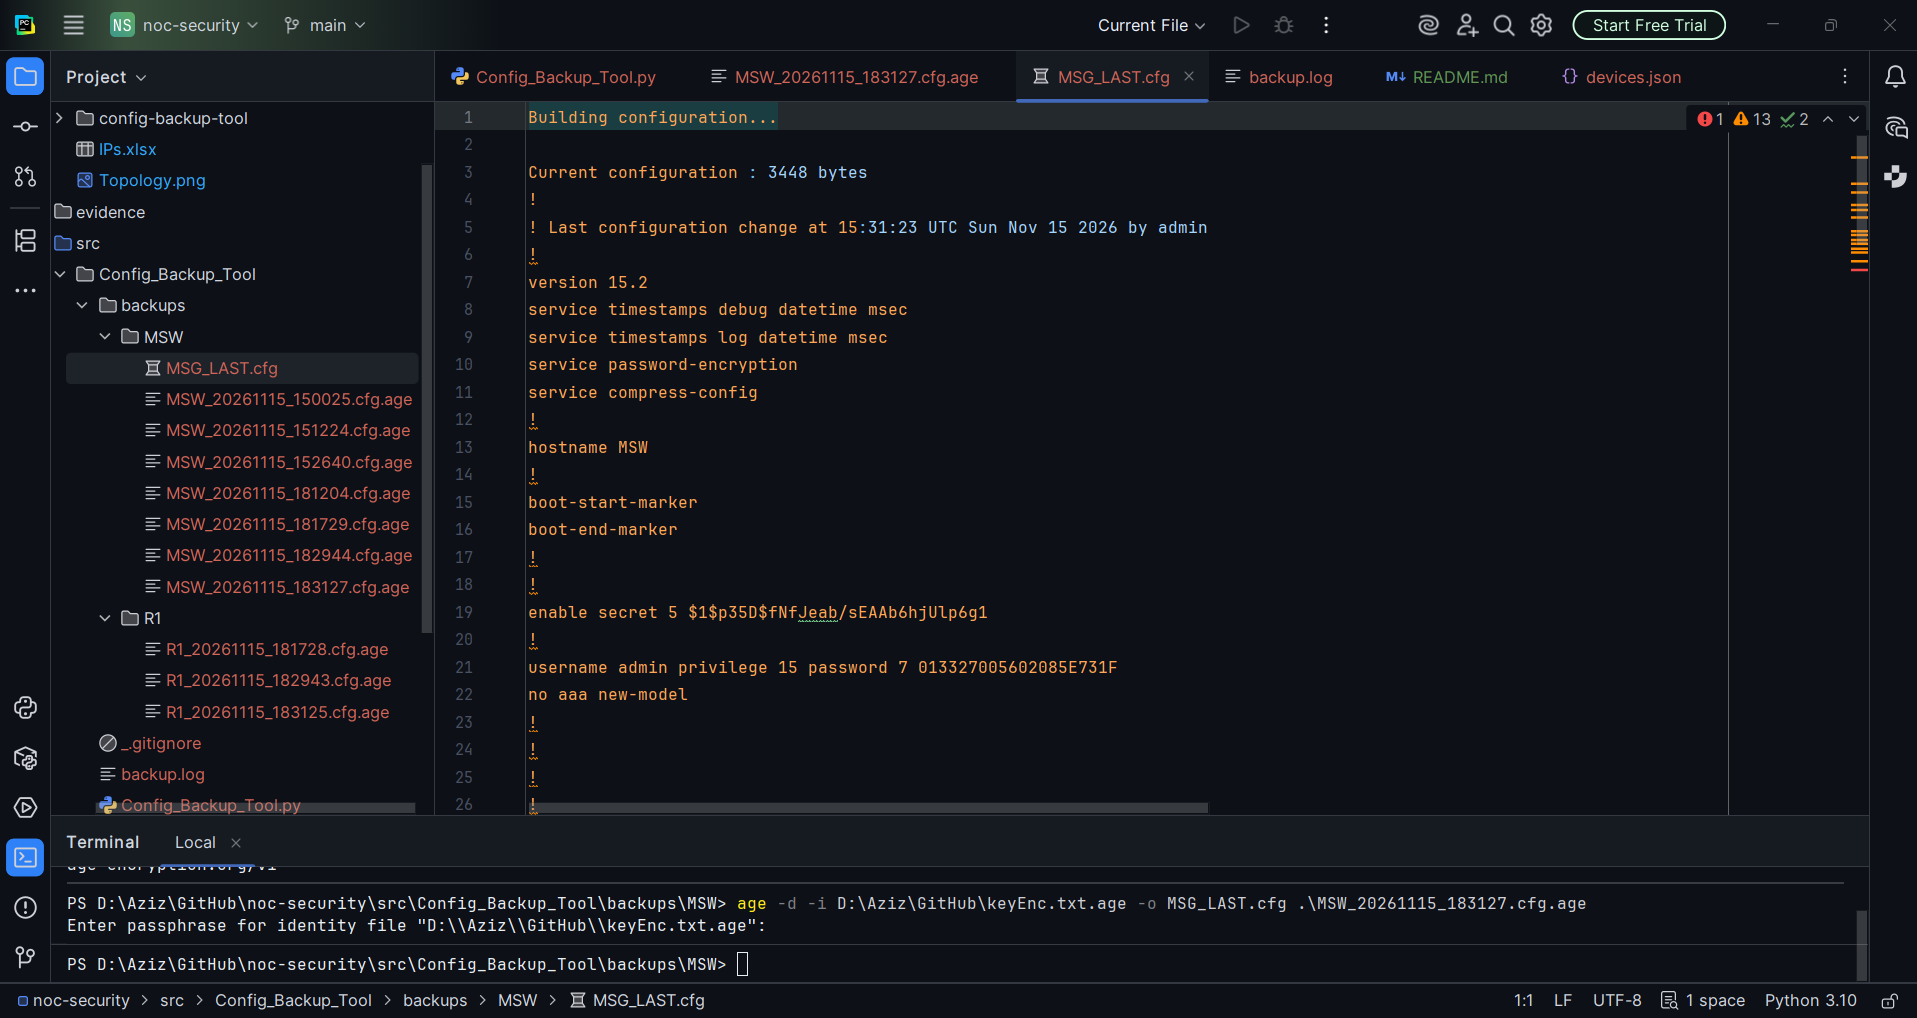 NS noc-security main Current File Start Free Trial
Project
config-backup-tool
IPs.xlsx
Topology.png
evidence
src
Config_Backup_Tool
backups
MSW
MSG_LAST.cfg
MSW_20261115_150025.cfg.age
MSW_20261115_151224.cfg.age
MSW_20261115_152640.cfg.age
MSW_20261115_181204.cfg.age
MSW_20261115_181729.cfg.age
MSW_20261115_182944.cfg.age
MSW_20261115_183127.cfg.age
R1
R1_20261115_181728.cfg.age
R1_20261115_182943.cfg.age
R1_20261115_183125.cfg.age
_.gitignore
backup.log
Config_Backup_Tool.py
Config_Backup_Tool.py MSW_20261115_183127.cfg.age MSG_LAST.cfg backup.log README.md devices.json
1 13 2
1 Building configuration...
2
3 Current configuration : 3448 bytes
4 !
5 ! Last configuration change at 15:31:23 UTC Sun Nov 15 2026 by admin
6 !
7 version 15.2
8 service timestamps debug datetime msec
9 service timestamps log datetime msec
10 service password-encryption
11 service compress-config
12 !
13 hostname MSW
14 !
15 boot-start-marker
16 boot-end-marker
17 !
18 !
19 enable secret 5 $1$p35D$fNfJeab/sEAAb6hjUlp6g1
20 !
21 username admin privilege 15 password 7 013327005602085E731F
22 no aaa new-model
23 !
24 !
25 !
26 !
Terminal Local
PS D:\Aziz\GitHub\noc-security\src\Config_Backup_Tool\backups\MSW> age -d -i D:\Aziz\GitHub\keyEnc.txt.age -o MSG_LAST.cfg .\MSW_20261115_183127.cfg.age
Enter passphrase for identity file "D:\\Aziz\\GitHub\\keyEnc.txt.age":
PS D:\Aziz\GitHub\noc-security\src\Config_Backup_Tool\backups\MSW>
noc-security > src > Config_Backup_Tool > backups > MSW > MSG_LAST.cfg
1:1 LF UTF-8 1 space Python 3.10